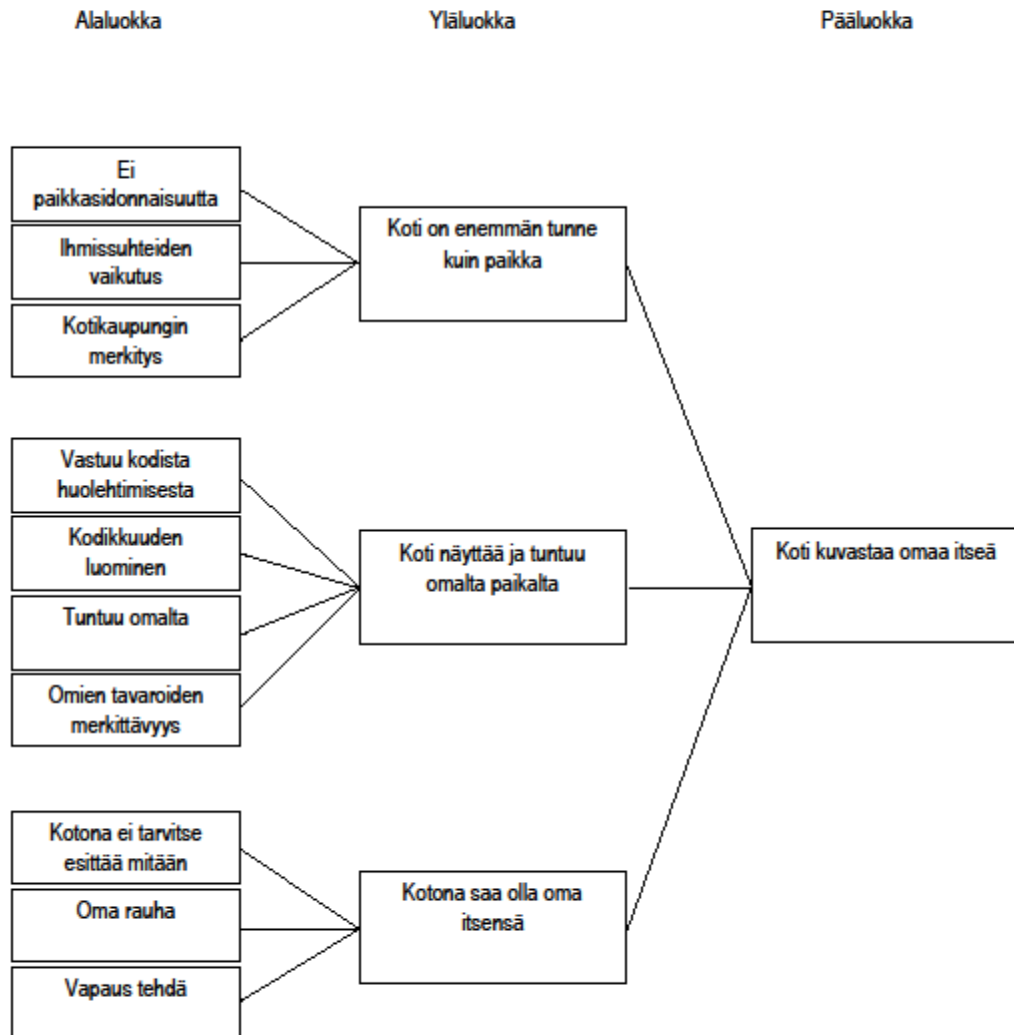 Alaluokka
Yläluokka
Pääluokka
Ei
paikkasidonnaisuutta
Ihmissuhteiden
vaikutus
Kotikaupungin
merkitys
Koti on enemmän tunne
kuin paikka
Vastuu kodista
huolehtimisesta
Kodikkuuden
luominen
Tuntuu omalta
Omien tavaroiden
merkittävyys
Koti näyttää ja tuntuu
omalta paikalta
Koti kuvastaa omaa itseä
Kotona ei tarvitse
esittää mitään
Oma rauha
Vapaus tehdä
Kotona saa olla oma
itsensä